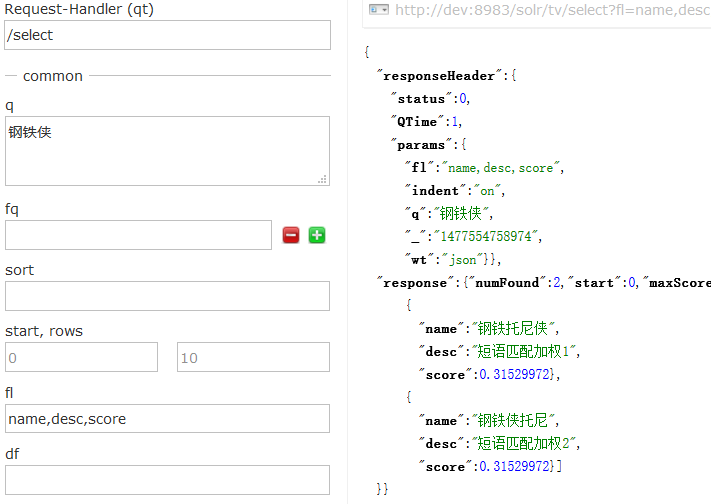 Request-Handler (qt)
/select
common
q
钢铁侠
fq
sort
start, rows
0
10
fl
name,desc,score
df
http://dev:8983/solr/tv/select?fl=name,desc
{
"responseHeader":{
"status":0,
"QTime":1,
"params":{
"fl":"name,desc,score",
"indent":"on",
"q":"钢铁侠",
"_":"1477554758974",
"wt":"json"}},
"response":{"numFound":2,"start":0,"maxScore
{
"name":"钢铁托尼侠",
"desc":"短语匹配加权1",
"score":0.31529972},
{
"name":"钢铁侠托尼",
"desc":"短语匹配加权2",
"score":0.31529972}]
}}